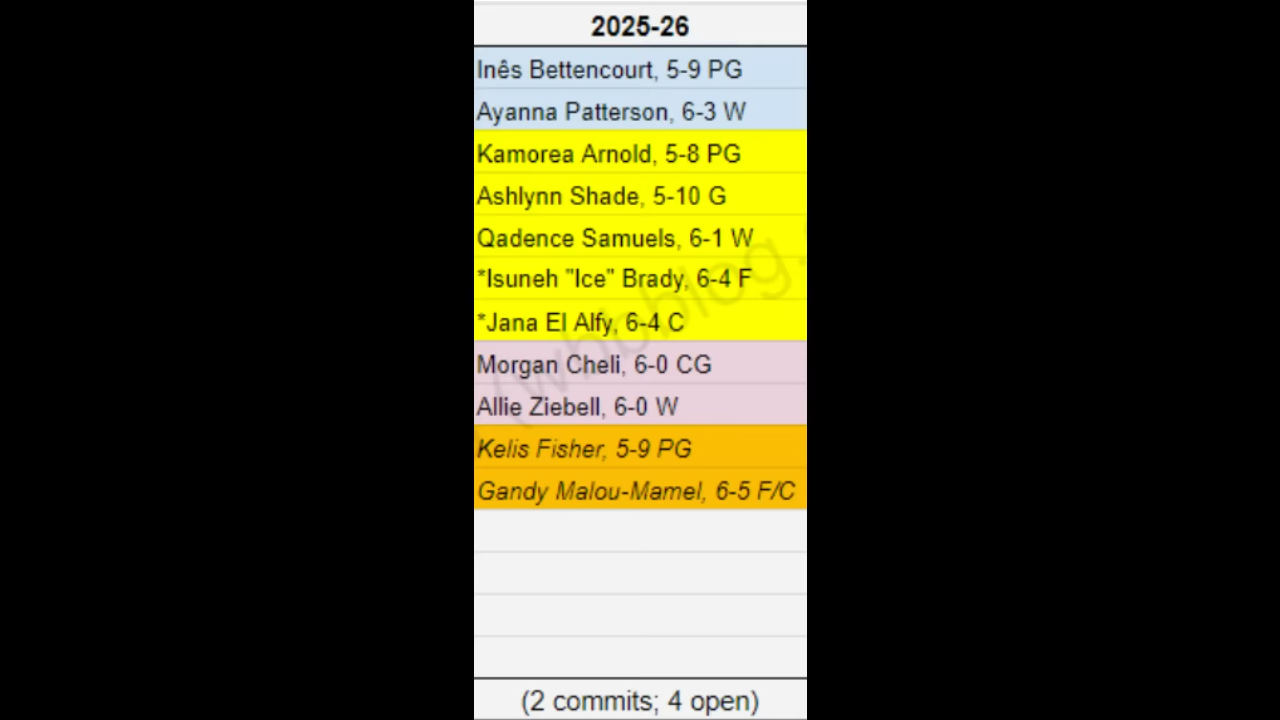 2025-26
Inês Bettencourt, 5-9 PG
Ayanna Patterson, 6-3 W
Kamorea Arnold, 5-8 PG
Ashlynn Shade, 5-10 G
Qadence Samuels, 6-1 W
*Isuneh "Ice" Brady, 6-4 F
*Jana El Alfy, 6-4 C
Morgan Cheli, 6-0 CG
Allie Ziebell, 6-0 W
Kelis Fisher, 5-9 PG
Gandy Malou-Mamel, 6-5 F/C
(2 commits; 4 open)
(whbblog.